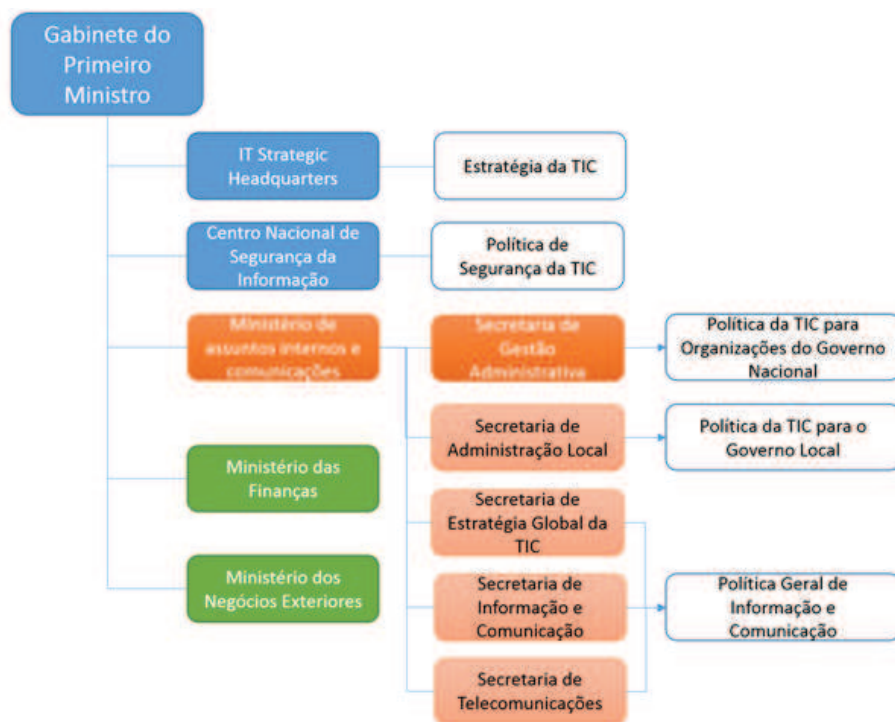 Gabinete do
Primeiro
Ministro
IT Strategic
Headquarters
Estratégia da TIC
Centro Nacional de
Segurança da
Informação
Política de
Segurança da TIC
Ministério de
assuntos internos e
comunicações
Secretaria de
Gestão
Administrativa
Política da TIC para
Organizações do Governo
Nacional
Secretaria de
Administração Local
Política da TIC para o
Governo Local
Ministério das
Finanças
Secretaria de
Estratégia Global da
TIC
Ministério dos
Negócios Exteriores
Secretaria de
Informação e
Comunicação
Política Geral de
Informação e
Comunicação
Secretaria de
Telecomunicações